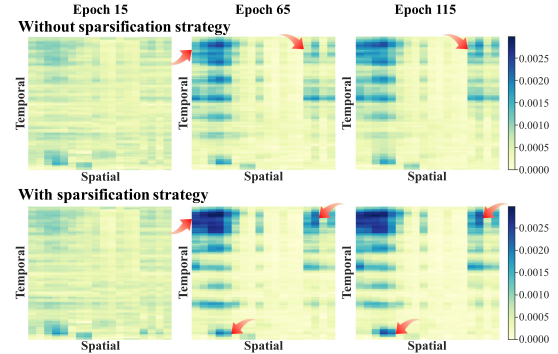 Epoch 15 Epoch 65 Epoch 115
Without sparsification strategy
Temporal Temporal Temporal
0.0025
0.0020
0.0015
0.0010
0.0005
0.0000
Spatial Spatial Spatial
With sparsification strategy
Temporal Temporal Temporal
0.0025
0.0020
0.0015
0.0010
0.0005
0.0000
Spatial Spatial Spatial